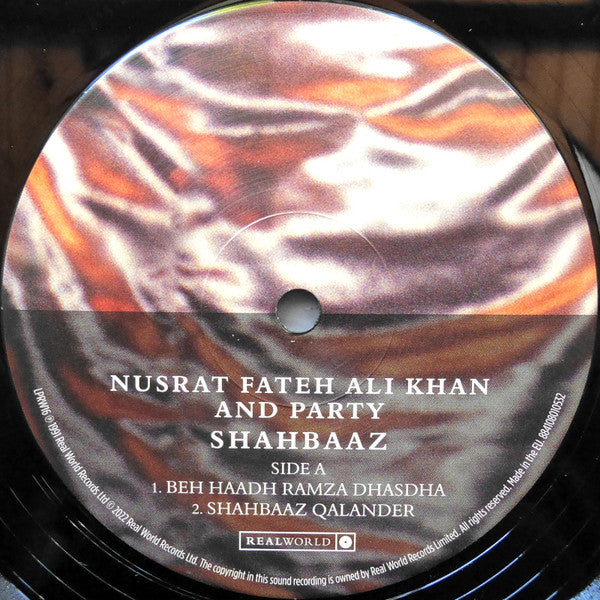 NUSRAT FATEH ALI KHAN
AND PARTY
SHAHBAAZ
SIDE A
1. BEH HAADH RAMZA DHASDHA
2. SHAHBAAZ QALANDER
REALWORLD
LPRW16 ℗ 1991 Real World Records Ltd © 2022 Real World Records Ltd. The copyright in this sound recording is owned by Real World Records Limited. All rights reserved. Made in the EU. 884108010532